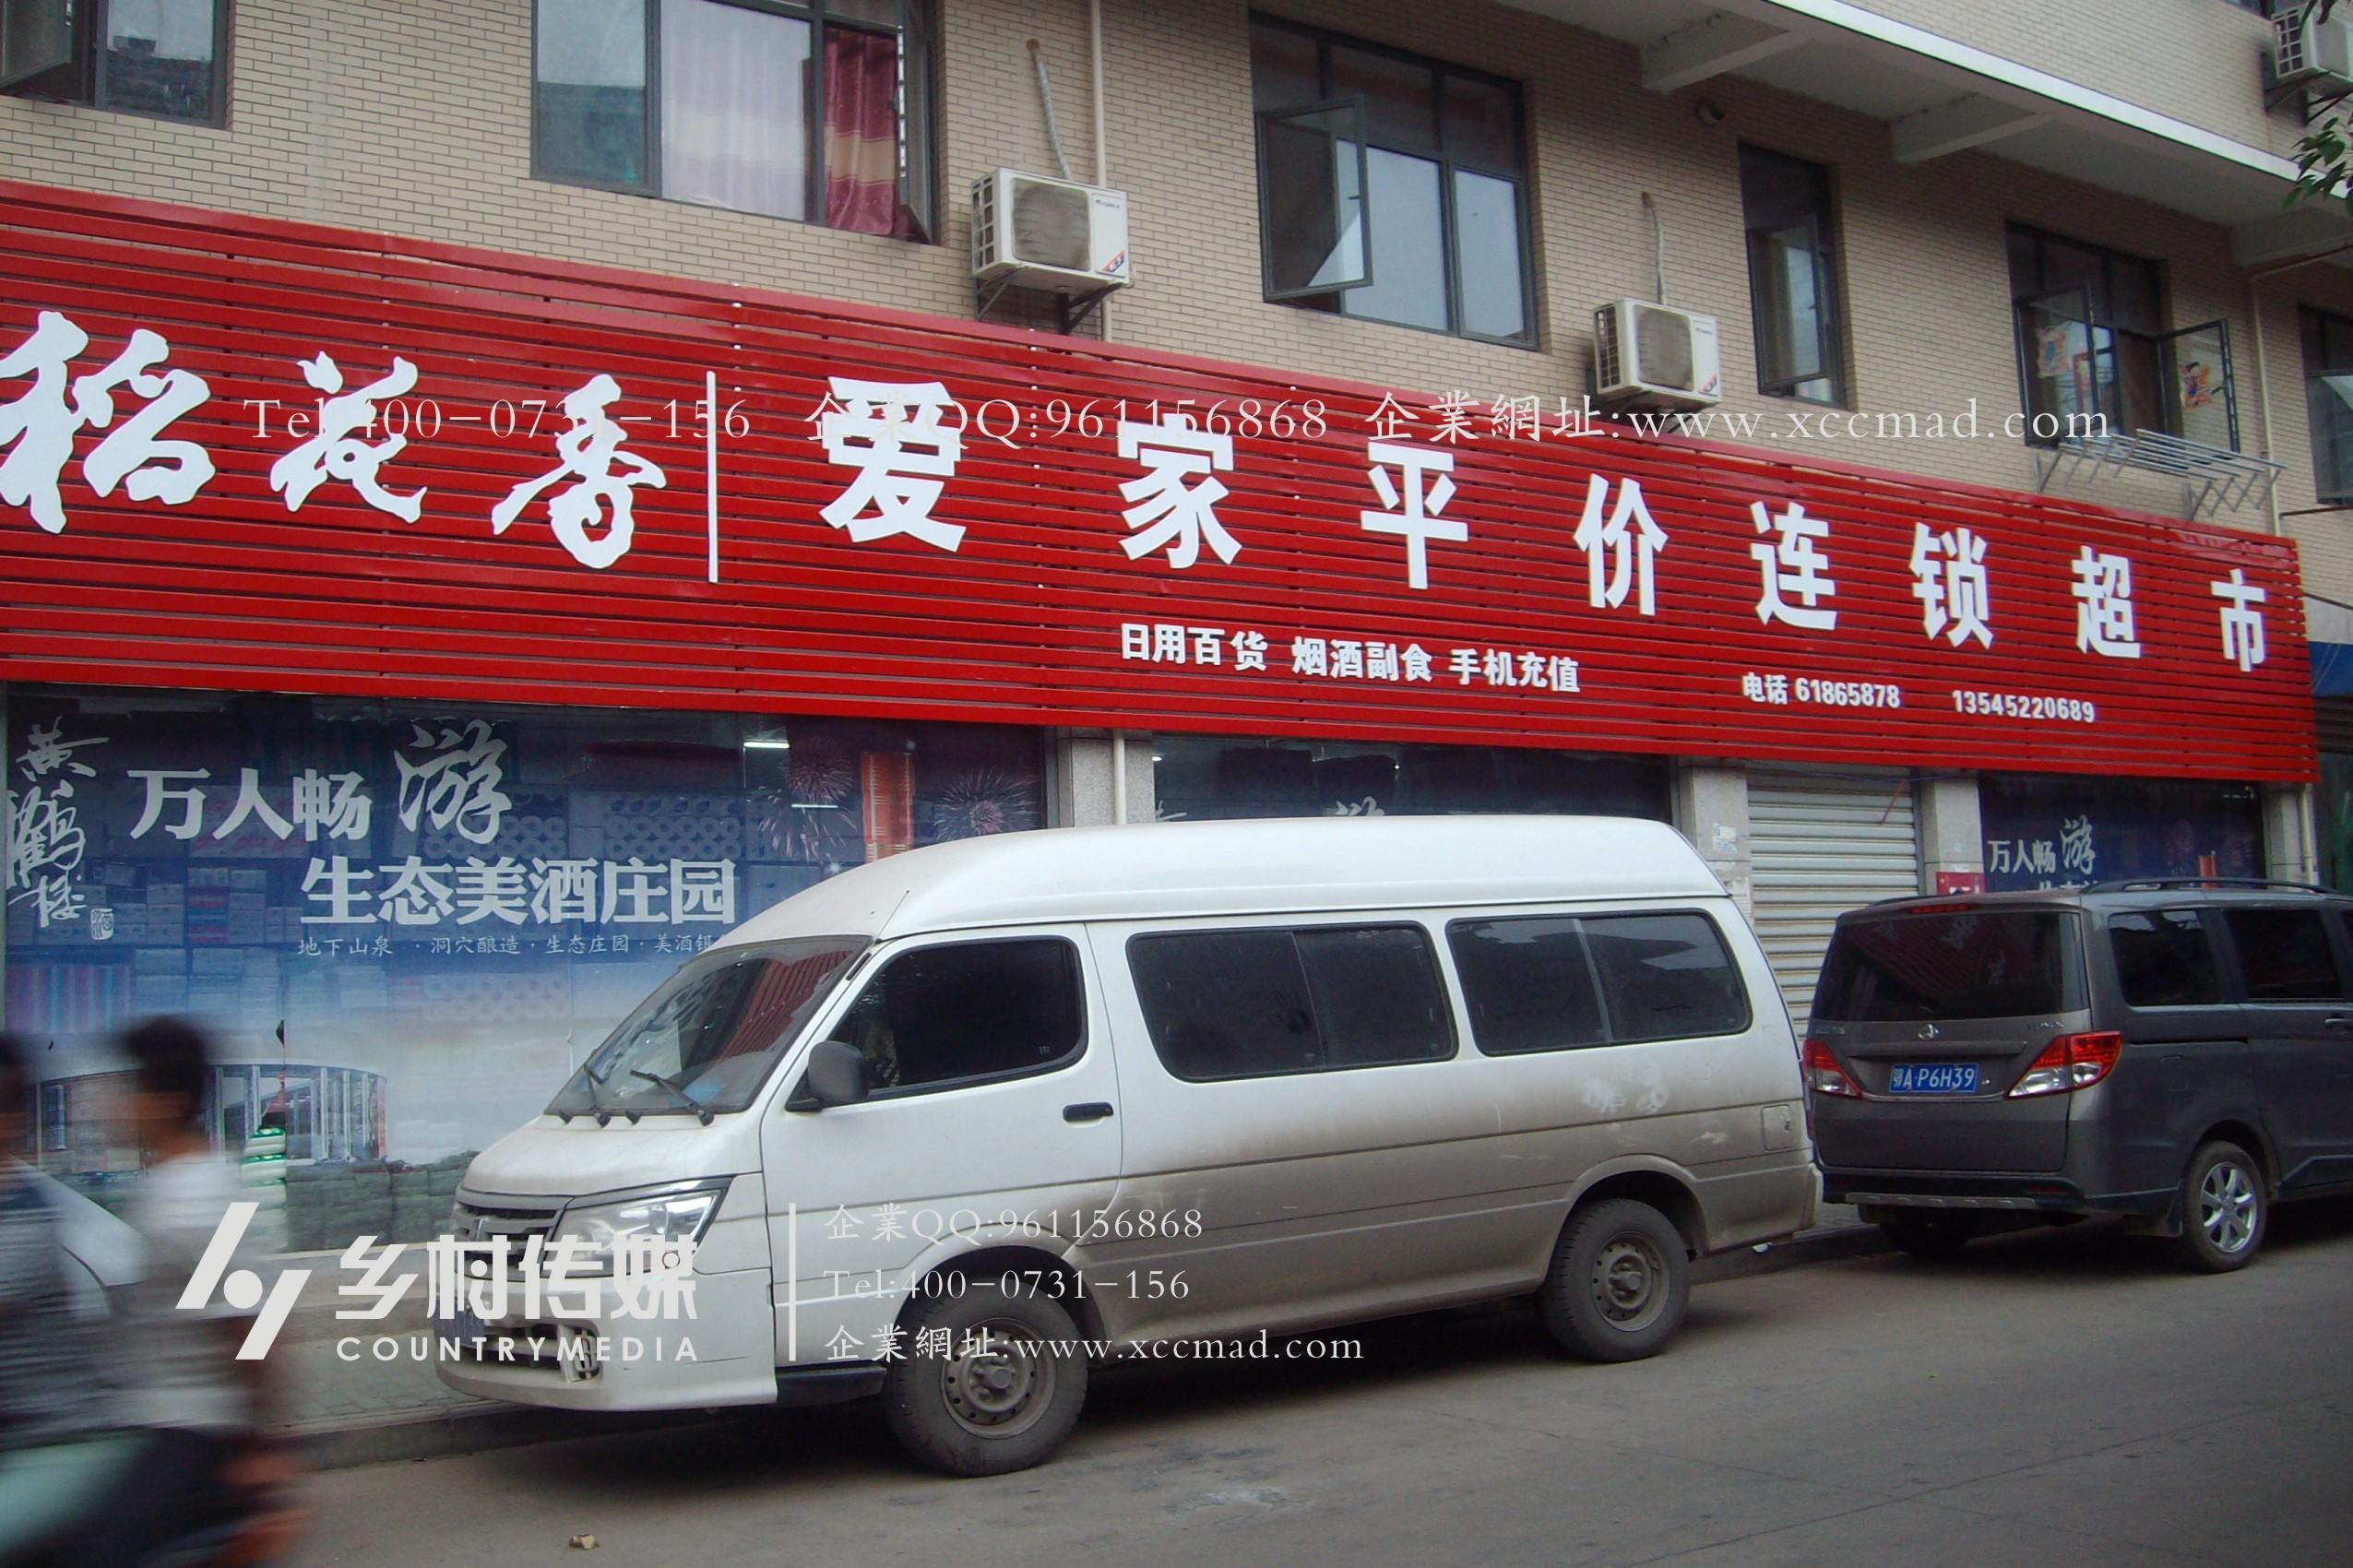 Tel:400-0731-156 企業QQ:961156868 企業網址:www.xccmad.com
稻花香 爱家平价连锁超市
日用百货 烟酒副食 手机充值
电话 61865878 13545220689
黄鹤楼
万人畅游
生态美酒庄园
地下山泉·洞穴酿造·生态庄园·美酒银
万人畅游
鄂A·P6H39
乡村传媒
COUNTRYMEDIA
企業QQ:961156868
Tel:400-0731-156
企業網址:www.xccmad.com